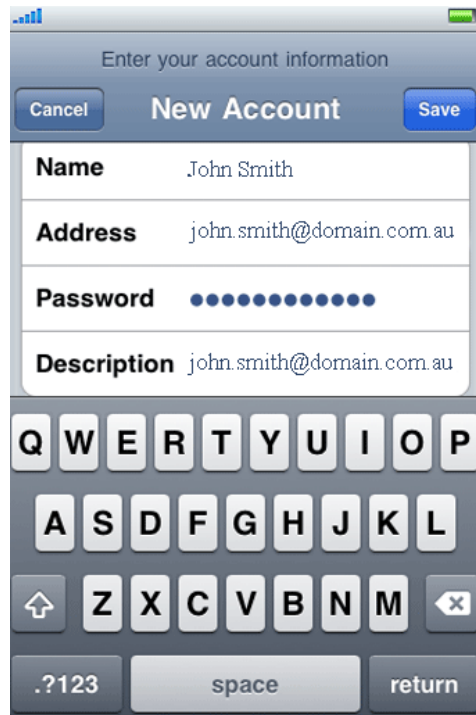 Enter your account information
Cancel New Account Save
Name John Smith
Address john.smith@domain.com.au
Password ●●●●●●●●●●●●
Description john.smith@domain.com.au
Q W E R T Y U I O P
A S D F G H J K L
Z X C V B N M
.?123 space return